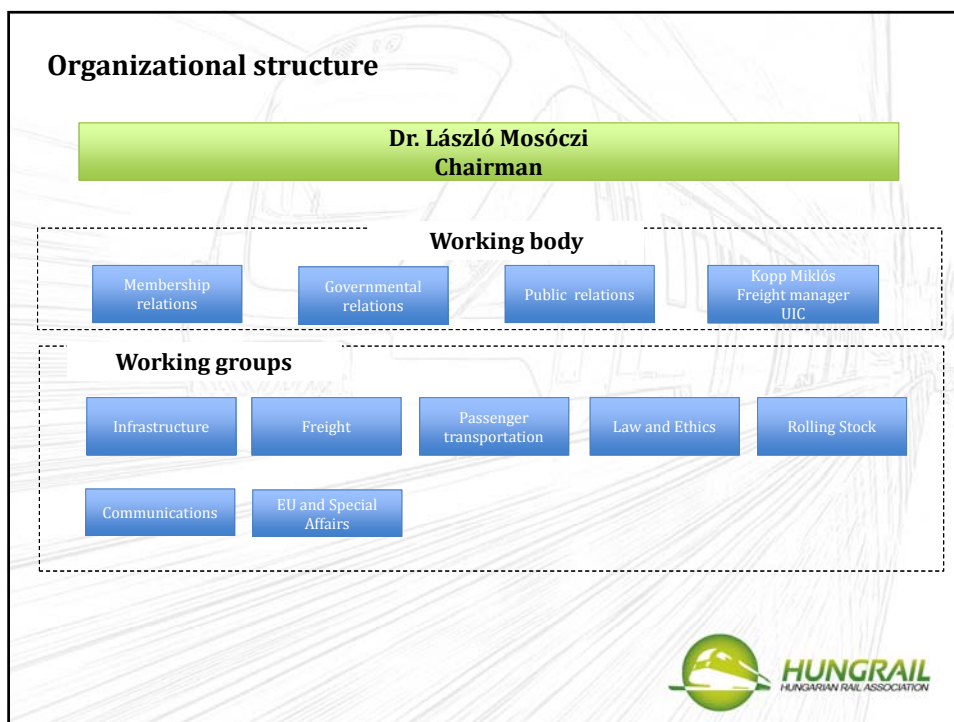 Organizational structure
Dr. László Mosóczi
Chairman
Working body
Membership
relations
Governmental
relations
Public relations
Kopp Miklós
Freight manager
UIC
Working groups
Infrastructure
Freight
Passenger
transportation
Law and Ethics
Rolling Stock
Communications
EU and Special
Affairs
HUNGRAIL
HUNGARIAN RAIL ASSOCIATION